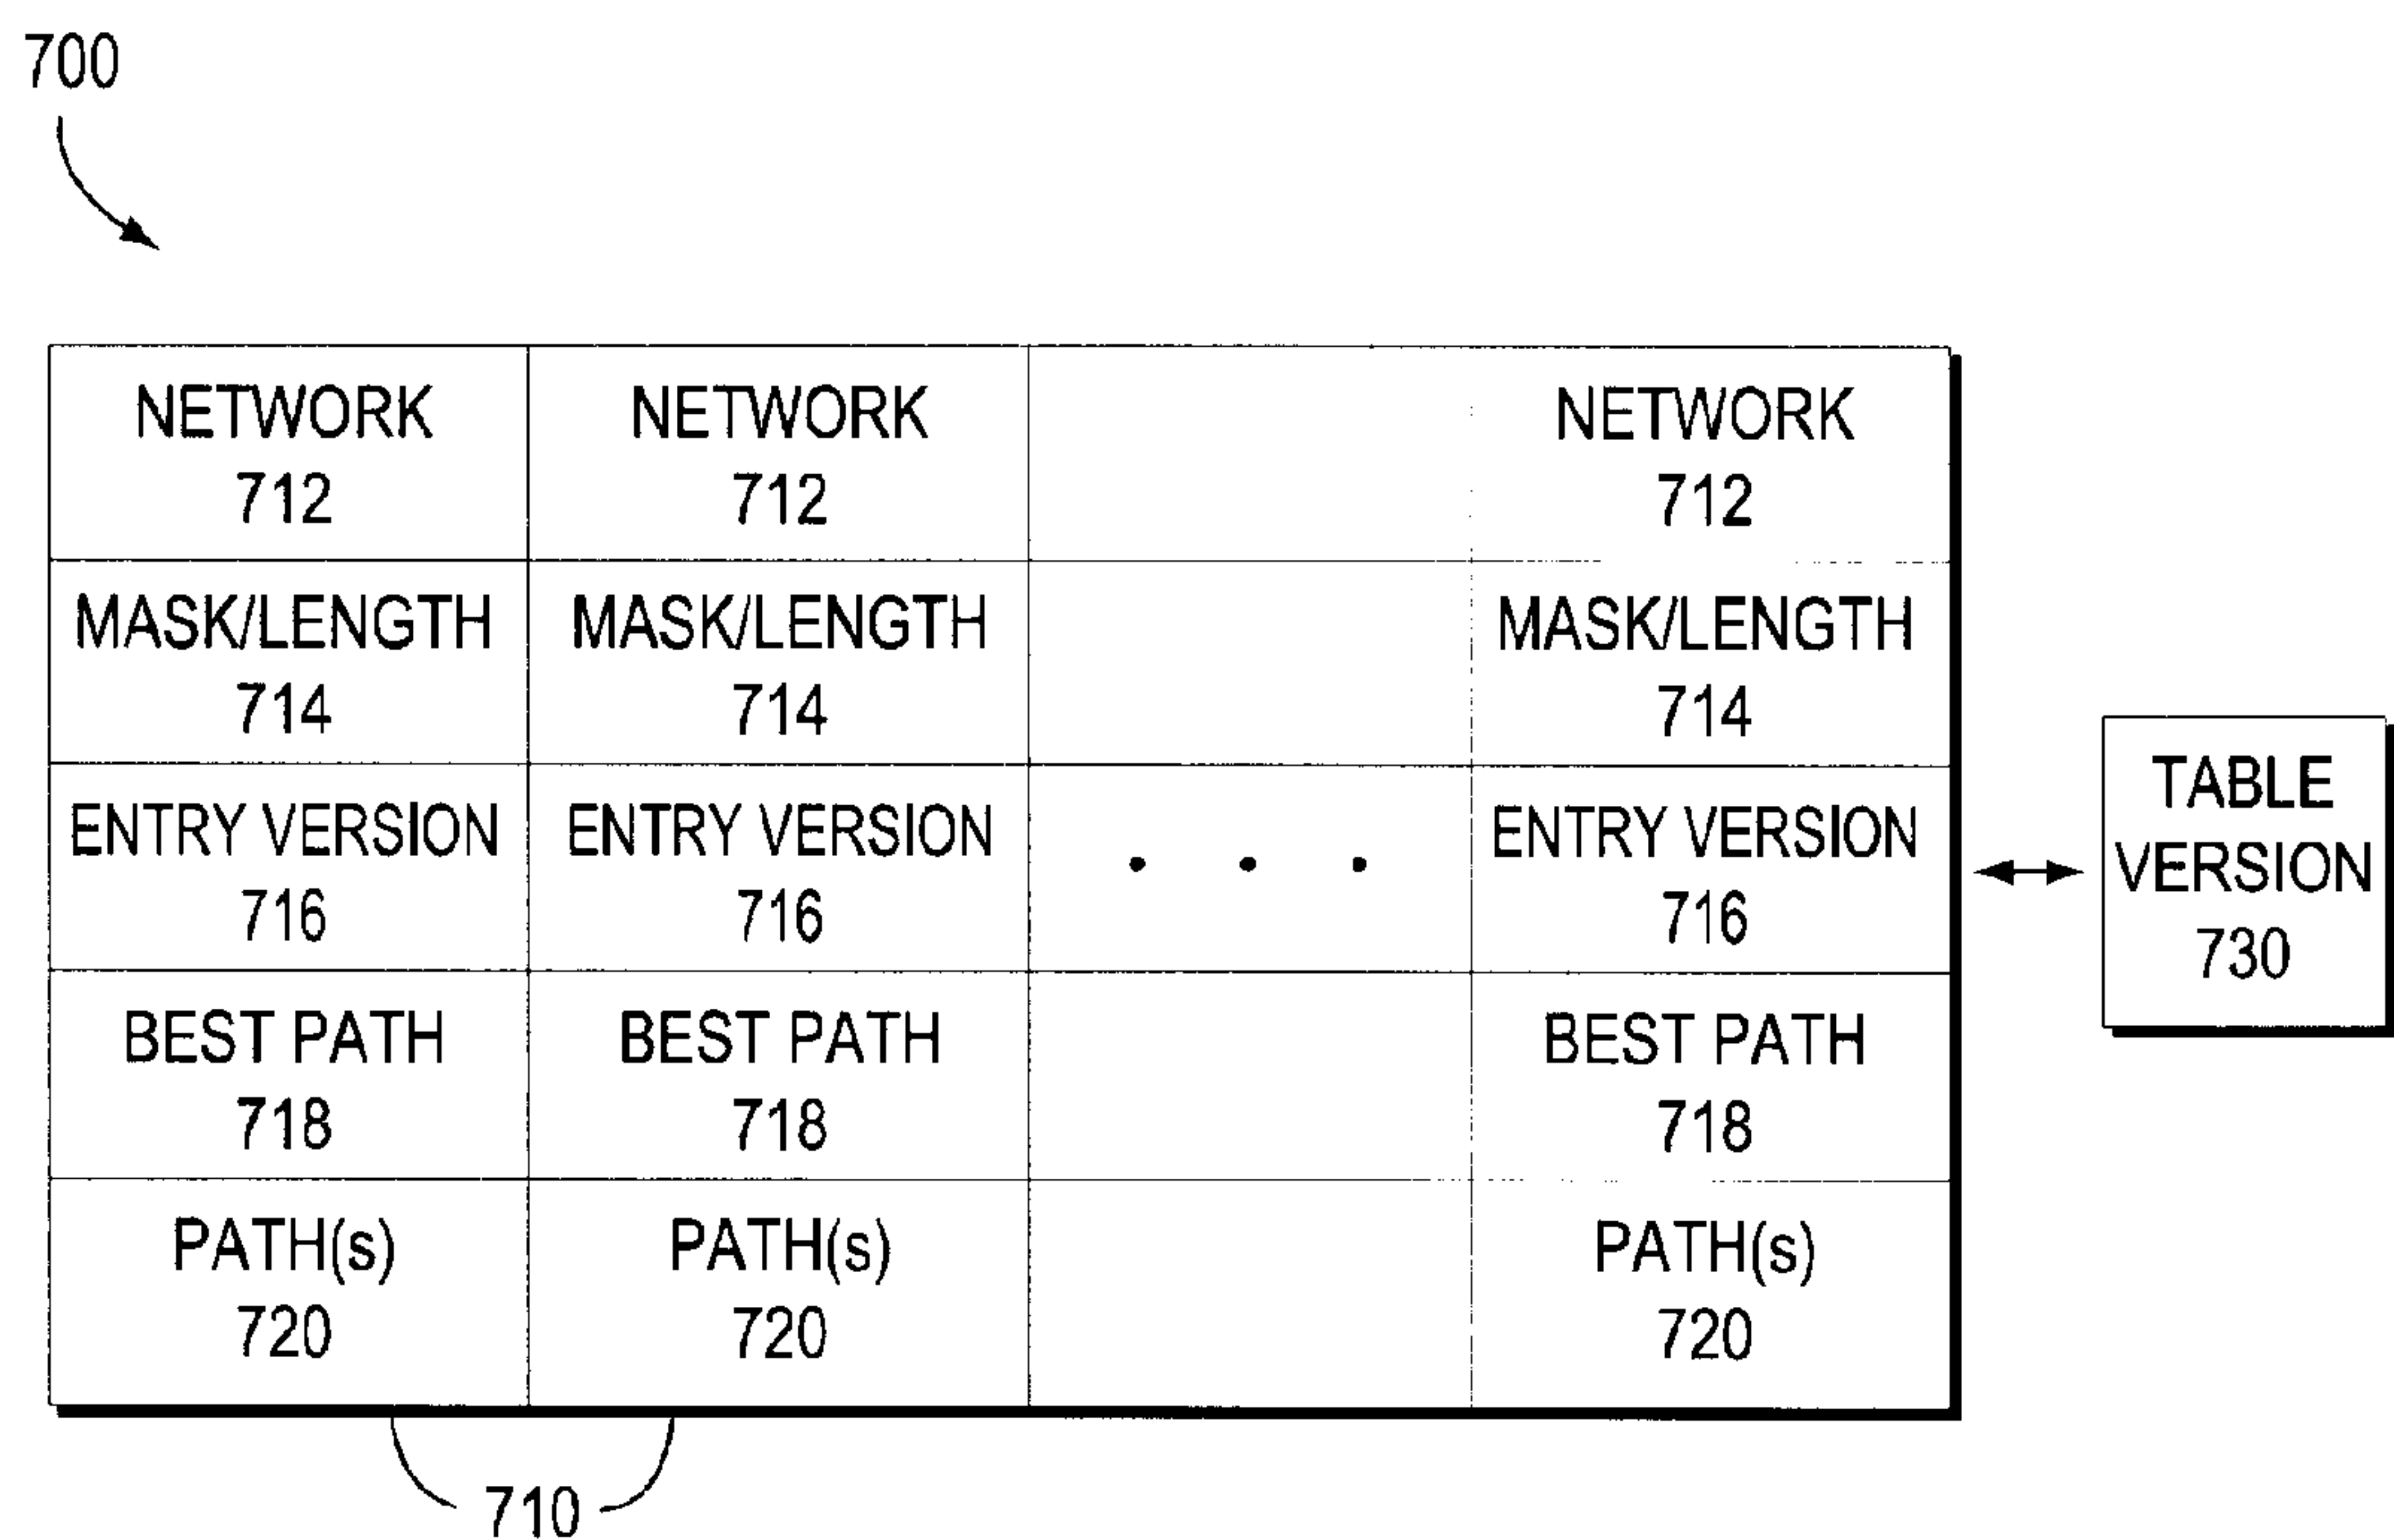 700
NETWORK NETWORK NETWORK
712 712 712
MASK/LENGTH MASK/LENGTH MASK/LENGTH
714 714 714
ENTRY VERSION ENTRY VERSION . . . ENTRY VERSION
716 716 716
BEST PATH BEST PATH BEST PATH
718 718 718
PATH(s) PATH(s) PATH(s)
720 720 720
TABLE
VERSION
730
710